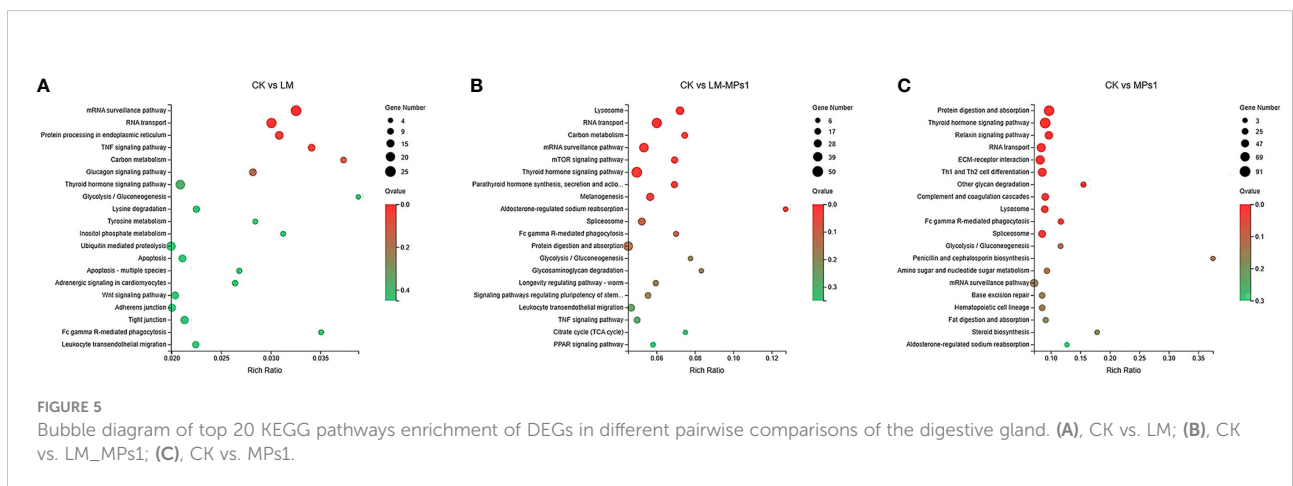 A
CK vs LM
mRNA surveillance pathway
RNA transport
Protein processing in endoplasmic reticulum
TNF signaling pathway
Carbon metabolism
Glucagon signaling pathway
Thyroid hormone signaling pathway
Glycolysis / Gluconeogenesis
Lysine degradation
Tyrosine metabolism
Inositol phosphate metabolism
Ubiquitin mediated proteolysis
Apoptosis
Apoptosis - multiple species
Adrenergic signaling in cardiomyocytes
Wnt signaling pathway
Adherens junction
Tight junction
Fc gamma R-mediated phagocytosis
Leukocyte transendothelial migration
0.020 0.025 0.030 0.035
Rich Ratio
Gene Number
4
9
15
20
25
Qvalue
0.0
0.2
0.4
B
CK vs LM-MPs1
Lysosome
RNA transport
Carbon metabolism
mRNA surveillance pathway
mTOR signaling pathway
Thyroid hormone signaling pathway
Parathyroid hormone synthesis, secretion and actio...
Melanogenesis
Aldosterone-regulated sodium reabsorption
Spliceosome
Fc gamma R-mediated phagocytosis
Protein digestion and absorption
Glycolysis / Gluconeogenesis
Glycosaminoglycan degradation
Longevity regulating pathway - worm
Signaling pathways regulating pluripotency of stem...
Leukocyte transendothelial migration
TNF signaling pathway
Citrate cycle (TCA cycle)
PPAR signaling pathway
0.06 0.08 0.10 0.12
Rich Ratio
Gene Number
6
17
28
39
50
Qvalue
0.0
0.1
0.2
0.3
C
CK vs MPs1
Protein digestion and absorption
Thyroid hormone signaling pathway
Relaxin signaling pathway
RNA transport
ECM-receptor interaction
Th1 and Th2 cell differentiation
Other glycan degradation
Complement and coagulation cascades
Lysosome
Fc gamma R-mediated phagocytosis
Spliceosome
Glycolysis / Gluconeogenesis
Penicillin and cephalosporin biosynthesis
Amino sugar and nucleotide sugar metabolism
mRNA surveillance pathway
Base excision repair
Hematopoietic cell lineage
Fat digestion and absorption
Steroid biosynthesis
Aldosterone-regulated sodium reabsorption
0.10 0.15 0.20 0.25 0.30 0.35
Rich Ratio
Gene Number
3
25
47
69
91
Qvalue
0.0
0.1
0.2
0.3
FIGURE 5
Bubble diagram of top 20 KEGG pathways enrichment of DEGs in different pairwise comparisons of the digestive gland. (A), CK vs. LM; (B), CK
vs. LM_MPs1; (C), CK vs. MPs1.